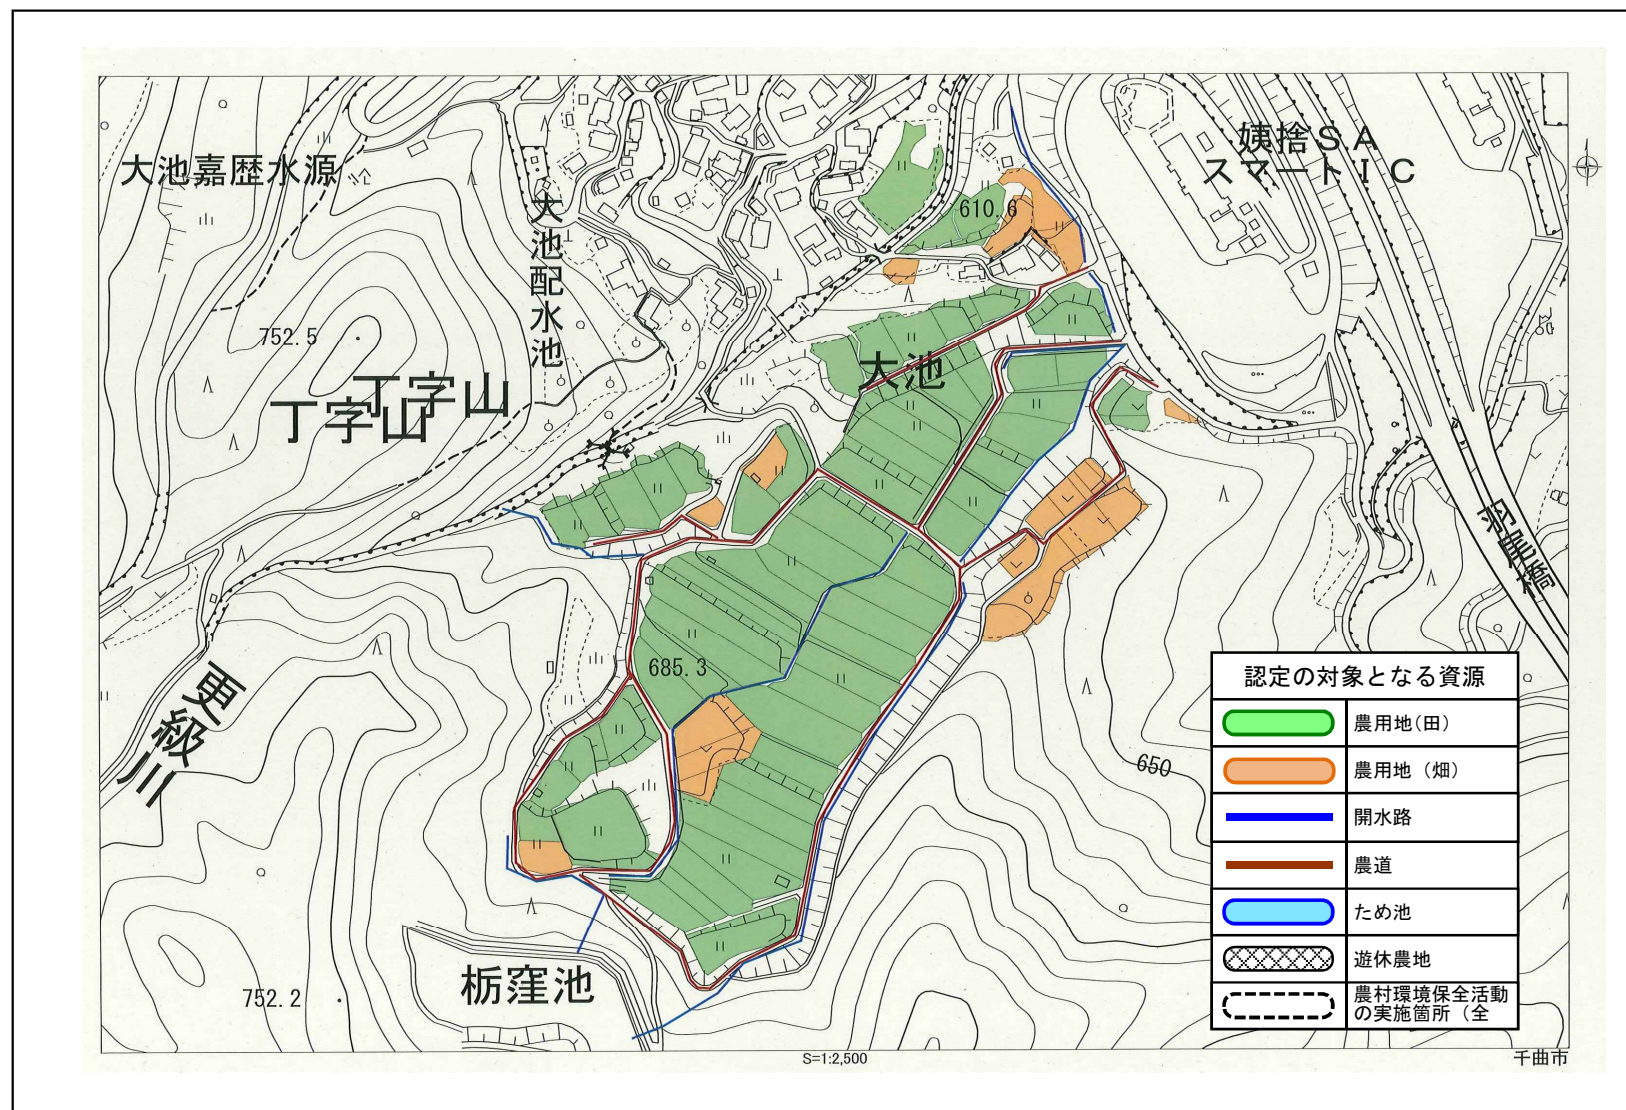 大池嘉歴水源
大池配水池
姨捨ＳＡ
スマートＩＣ
610.6
752.5
丁字山
丁字山
大池
羽尾橋
685.3
更級川
650
栃窪池
752.2
認定の対象となる資源
農用地(田)
農用地（畑）
開水路
農道
ため池
遊休農地
農村環境保全活動
の実施箇所（全
S=1:2,500
千曲市